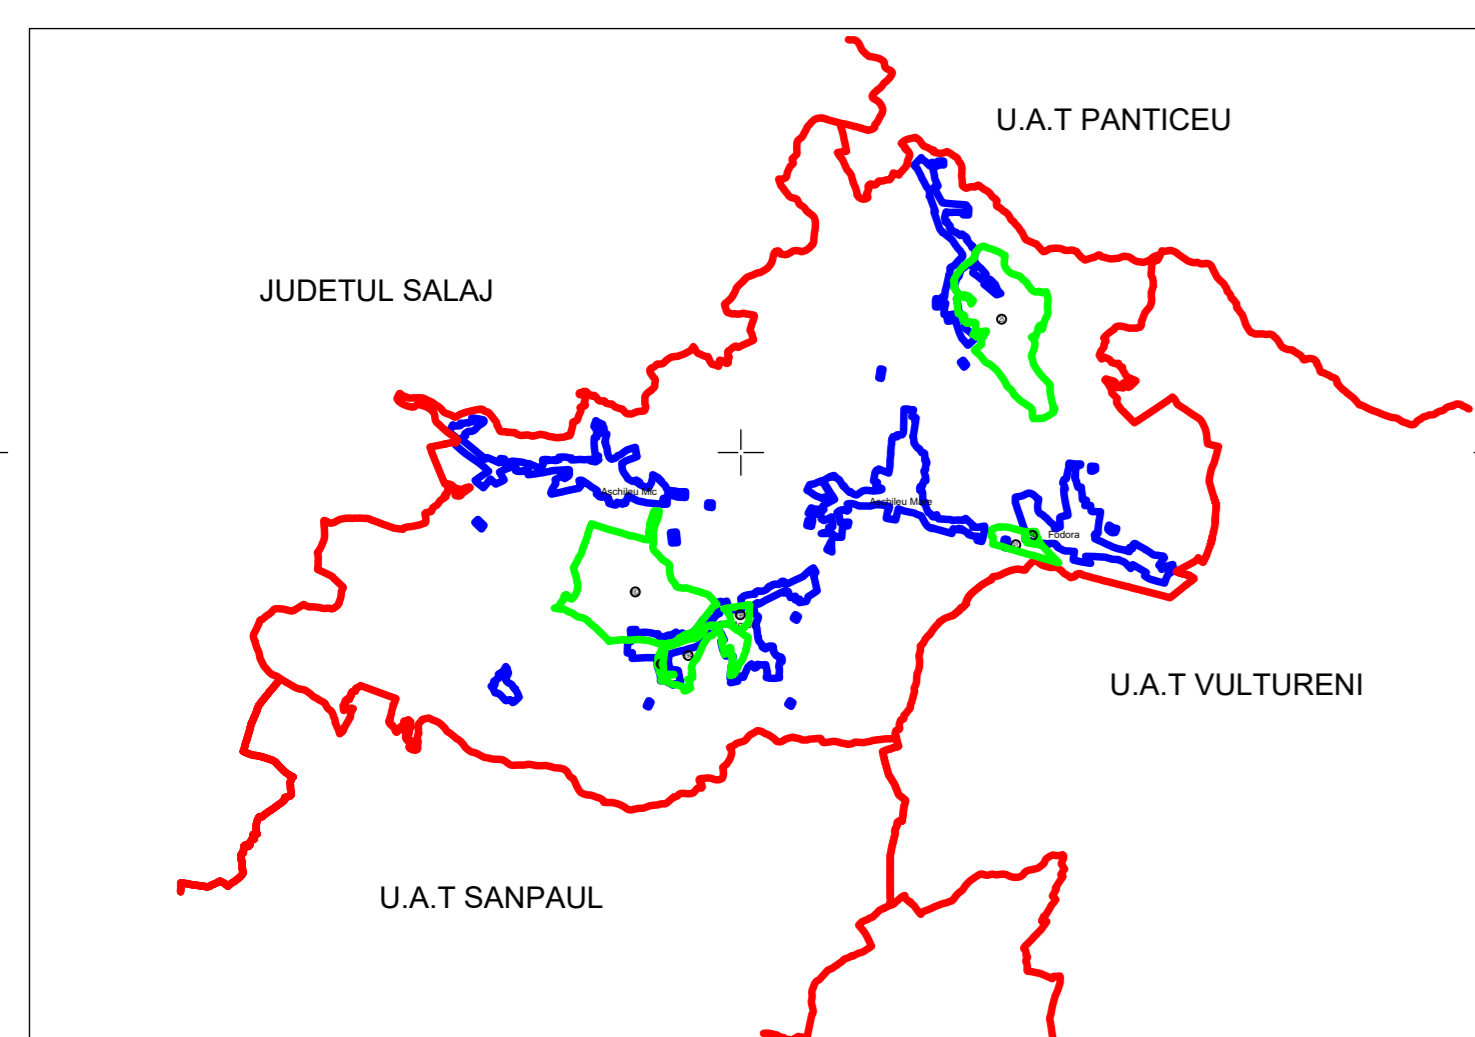 U.A.T PANTICEU
JUDETUL SALAJ
Aschileu Mic
Aschileu Mare
Fodora
U.A.T VULTURENI
U.A.T SANPAUL